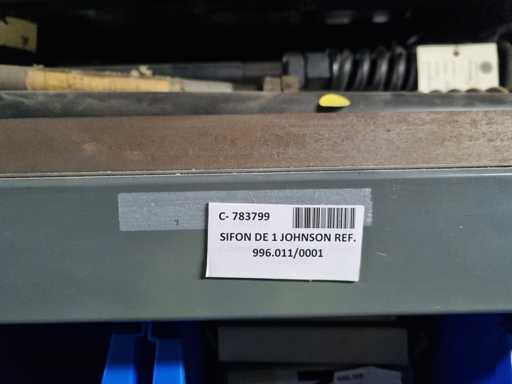 C- 783799
SIFON DE 1 JOHNSON REF.
996.011/0001